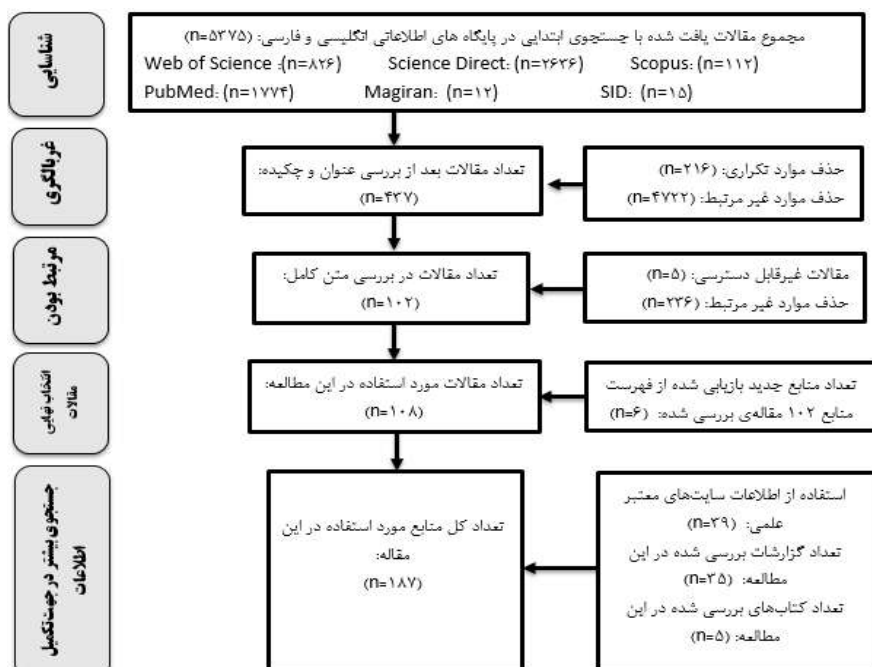 شناسایی
مجموع مقالات یافت شده با جستجوی ابتدایی در پایگاه های اطلاعاتی انگلیسی و فارسی: (n=۵۳۷۵)
Web of Science :(n=۸۲۶) Science Direct: (n=۲۶۳۶) Scopus: (n=۱۱۲)
PubMed: (n=۱۷۷۴) Magiran: (n=۱۲) SID: (n=۱۵)
غربالگری
تعداد مقالات بعد از بررسی عنوان و چکیده:
(n=۴۳۷)
حذف موارد تکراری: (n=۲۱۶)
حذف موارد غیر مرتبط: (n=۴۷۲۲)
مرتبط بودن
تعداد مقالات در بررسی متن کامل:
(n=۱۰۲)
مقالات غیرقابل دسترسی: (n=۵)
حذف موارد غیر مرتبط: (n=۲۳۶)
انتخاب نهایی
مقالات
تعداد مقالات مورد استفاده در این مطالعه:
(n=۱۰۸)
تعداد منابع جدید بازیابی شده از فهرست
منابع ۱۰۲ مقاله‌ی بررسی شده: (n=۶)
جستجوی بیشتر در جهت تکمیل
اطلاعات
تعداد کل منابع مورد استفاده در این
مقاله:
(n=۱۸۷)
استفاده از اطلاعات سایت‌های معتبر
علمی: (n=۳۹)
تعداد گزارشات بررسی شده در این
مطالعه: (n=۳۵)
تعداد کتاب‌های بررسی شده در این
مطالعه: (n=۵)